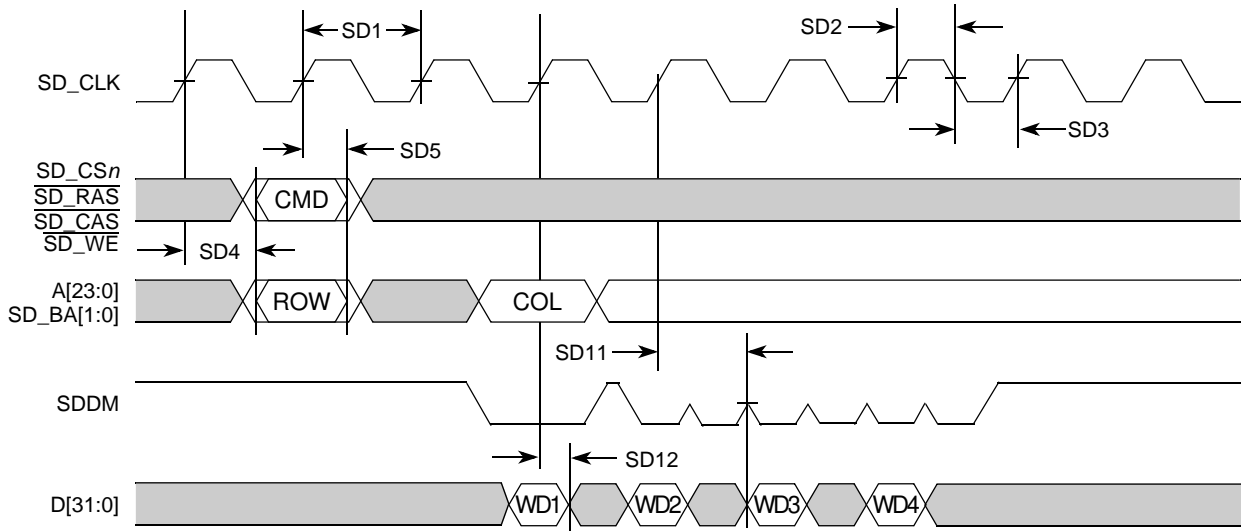 SD1
SD2
SD_CLK
SD3
SD5
SD_CSn
SD_RAS
SD_CAS
SD_WE
CMD
SD4
A[23:0]
SD_BA[1:0]
ROW
COL
SD11
SDDM
SD12
D[31:0]
WD1
WD2
WD3
WD4